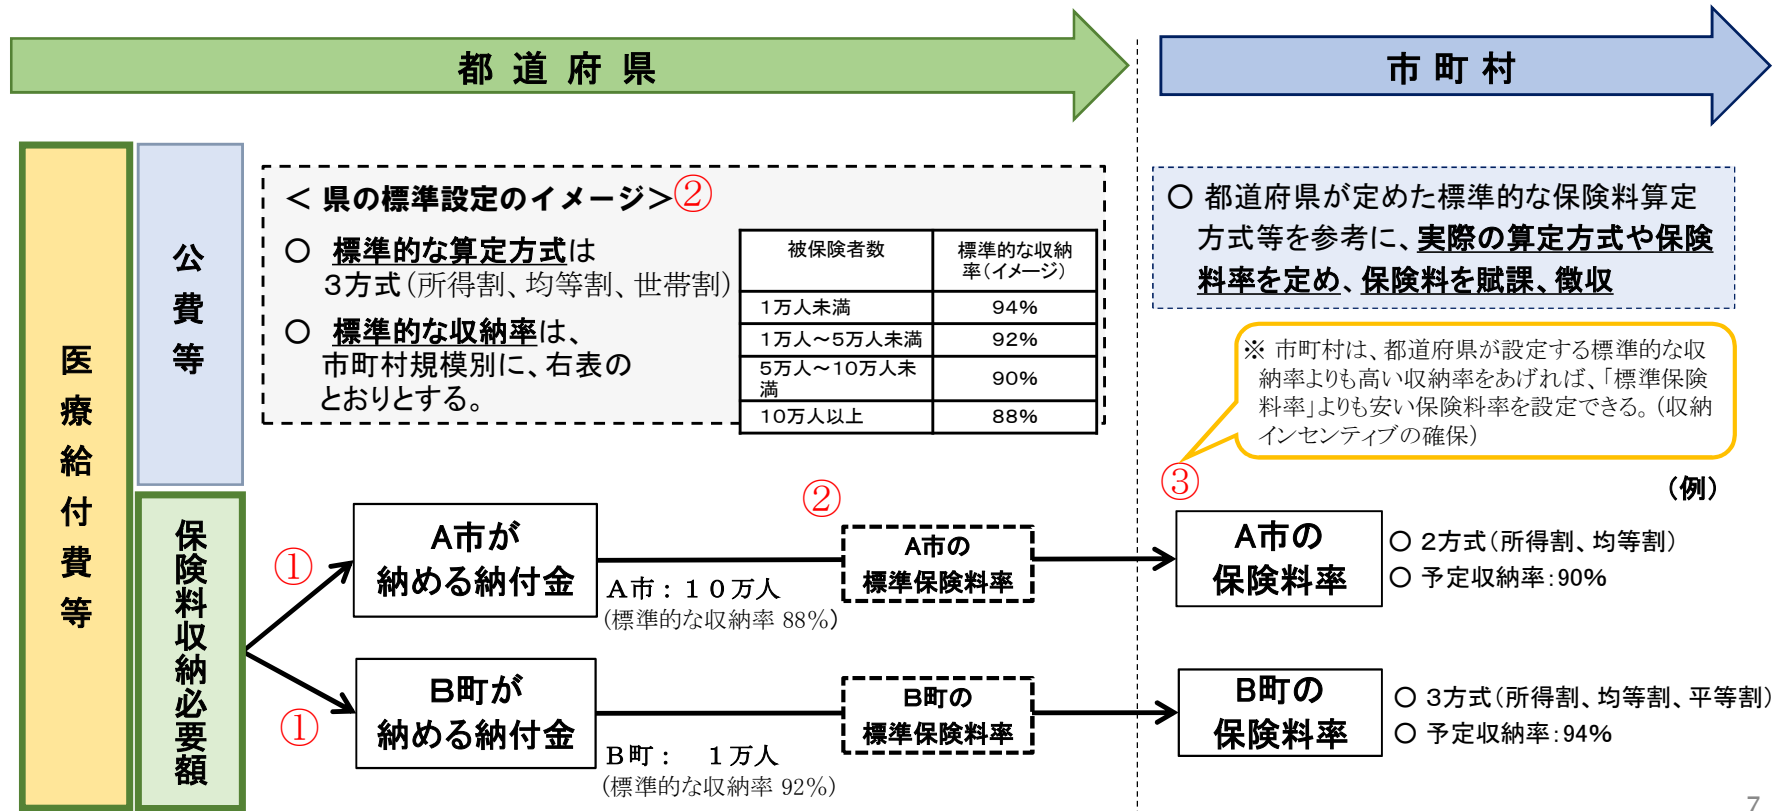 都道府県
市町村
医療給付費等
公費等
保険料収納必要額
＜県の標準設定のイメージ＞②
○ 標準的な算定方式は
3方式(所得割、均等割、世帯割)
○ 標準的な収納率は、
市町村規模別に、右表の
とおりとする。
被保険者数 標準的な収納
率(イメージ)
1万人未満 94%
1万人～5万人未満 92%
5万人～10万人未
満 90%
10万人以上 88%
○ 都道府県が定めた標準的な保険料算定
方式等を参考に、実際の算定方式や保険
料率を定め、保険料を賦課、徴収
※ 市町村は、都道府県が設定する標準的な収
納率よりも高い収納率をあげれば、「標準保険
料率」よりも安い保険料率を設定できる。(収納
インセンティブの確保)
③
(例)
①
A市が
納める納付金
A市：10万人
(標準的な収納率 88%)
②
A市の
標準保険料率
A市の
保険料率
○ 2方式(所得割、均等割)
○ 予定収納率：90%
①
B町が
納める納付金
B町： 1万人
(標準的な収納率 92%)
B町の
標準保険料率
B町の
保険料率
○ 3方式(所得割、均等割、平等割)
○ 予定収納率：94%
7